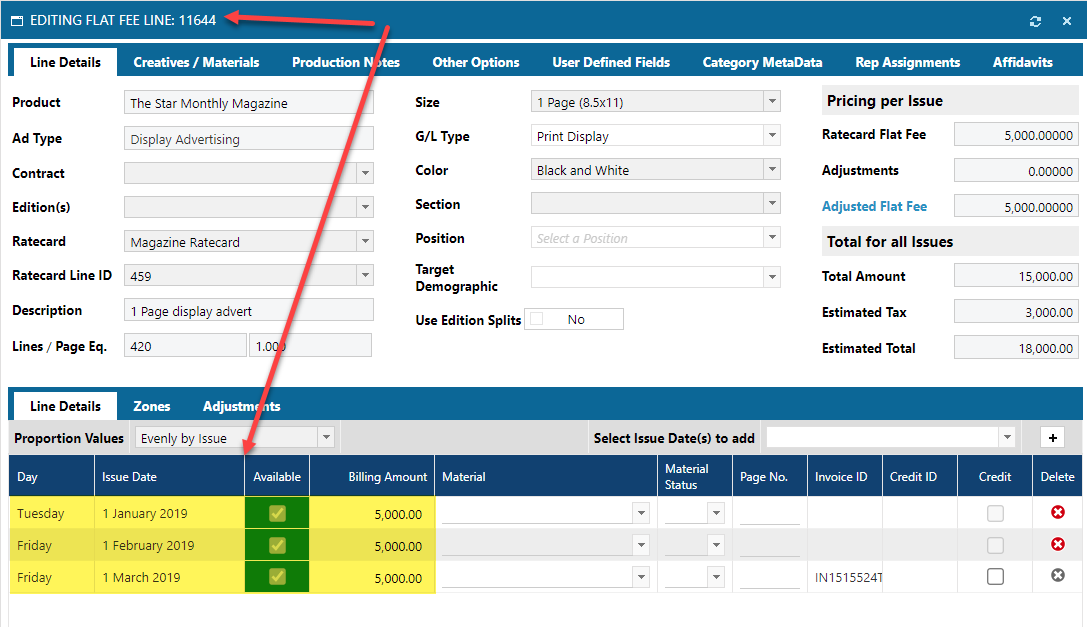 EDITING FLAT FEE LINE: 11644
Line Details Creatives / Materials Production Notes Other Options User Defined Fields Category MetaData Rep Assignments Affidavits
Product The Star Monthly Magazine
Ad Type Display Advertising
Contract
Edition(s)
Ratecard Magazine Ratecard
Ratecard Line ID 459
Description 1 Page display advert
Lines / Page Eq. 420 1.000
Size 1 Page (8.5x11)
G/L Type Print Display
Color Black and White
Section
Position Select a Position
Target
Demographic
Use Edition Splits No
Pricing per Issue
Ratecard Flat Fee 5,000.00000
Adjustments 0.00000
Adjusted Flat Fee 5,000.00000
Total for all Issues
Total Amount 15,000.00
Estimated Tax 3,000.00
Estimated Total 18,000.00
Line Details Zones Adjustments
Proportion Values Evenly by Issue Select Issue Date(s) to add +
Day Issue Date Available Billing Amount Material Material Status Page No. Invoice ID Credit ID Credit Delete
Tuesday 1 January 2019 5,000.00
Friday 1 February 2019 5,000.00
Friday 1 March 2019 5,000.00 IN1515524T